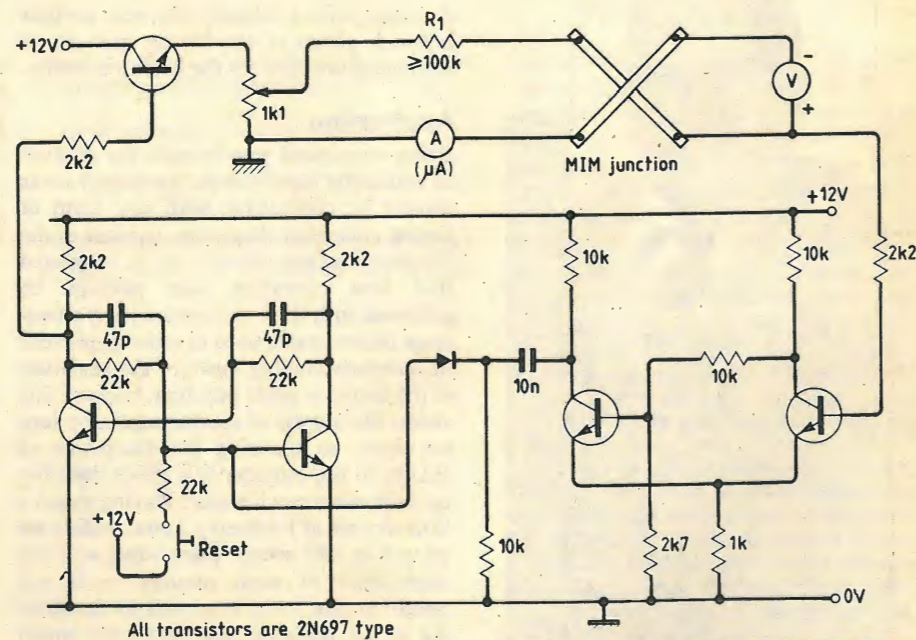 R1
≥100k
+12V
1k1
A
(μA)
2k2
MIM junction
-
V
+
+12V
2k2
2k2
10k
10k
2k2
47p
47p
22k
22k
10n
10k
22k
+12V
Reset
10k
2k7
1k
0V
All transistors are 2N697 type